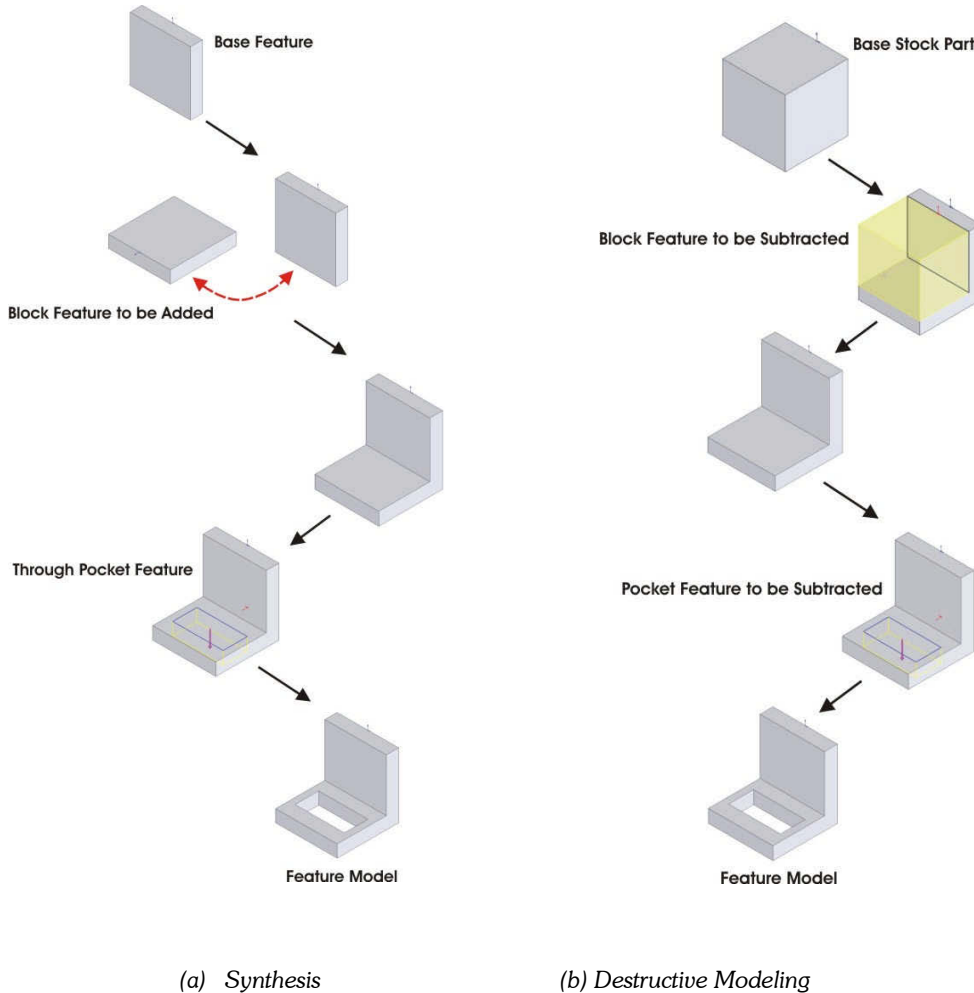 Base Feature
Block Feature to be Added
Through Pocket Feature
Feature Model
(a) Synthesis
Base Stock Part
Block Feature to be Subtracted
Pocket Feature to be Subtracted
Feature Model
(b) Destructive Modeling